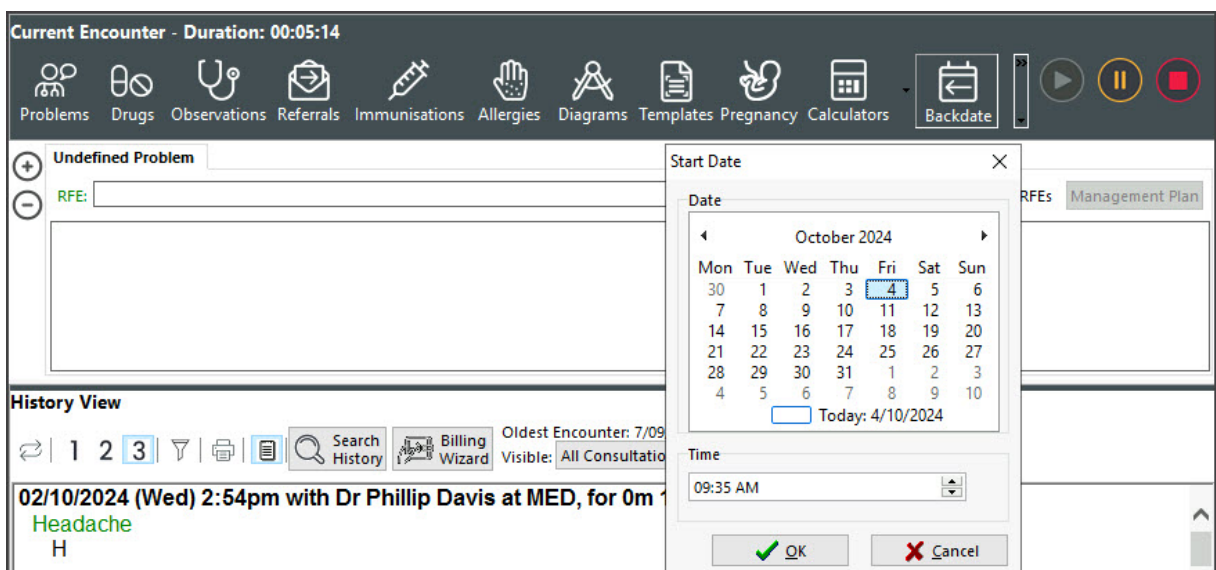 Current Encounter - Duration: 00:05:14
Problems Drugs Observations Referrals Immunisations Allergies Diagrams Templates Pregnancy Calculators Backdate
Undefined Problem
RFE:
RFEs Management Plan
Start Date
Date
October 2024
Mon Tue Wed Thu Fri Sat Sun
30 1 2 3 4 5 6
7 8 9 10 11 12 13
14 15 16 17 18 19 20
21 22 23 24 25 26 27
28 29 30 31 1 2 3
4 5 6 7 8 9 10
Today: 4/10/2024
Time
09:35 AM
OK Cancel
History View
1 2 3
Search
History
Billing
Wizard
Oldest Encounter: 7/09
Visible: All Consultatio
02/10/2024 (Wed) 2:54pm with Dr Phillip Davis at MED, for 0m
Headache
H